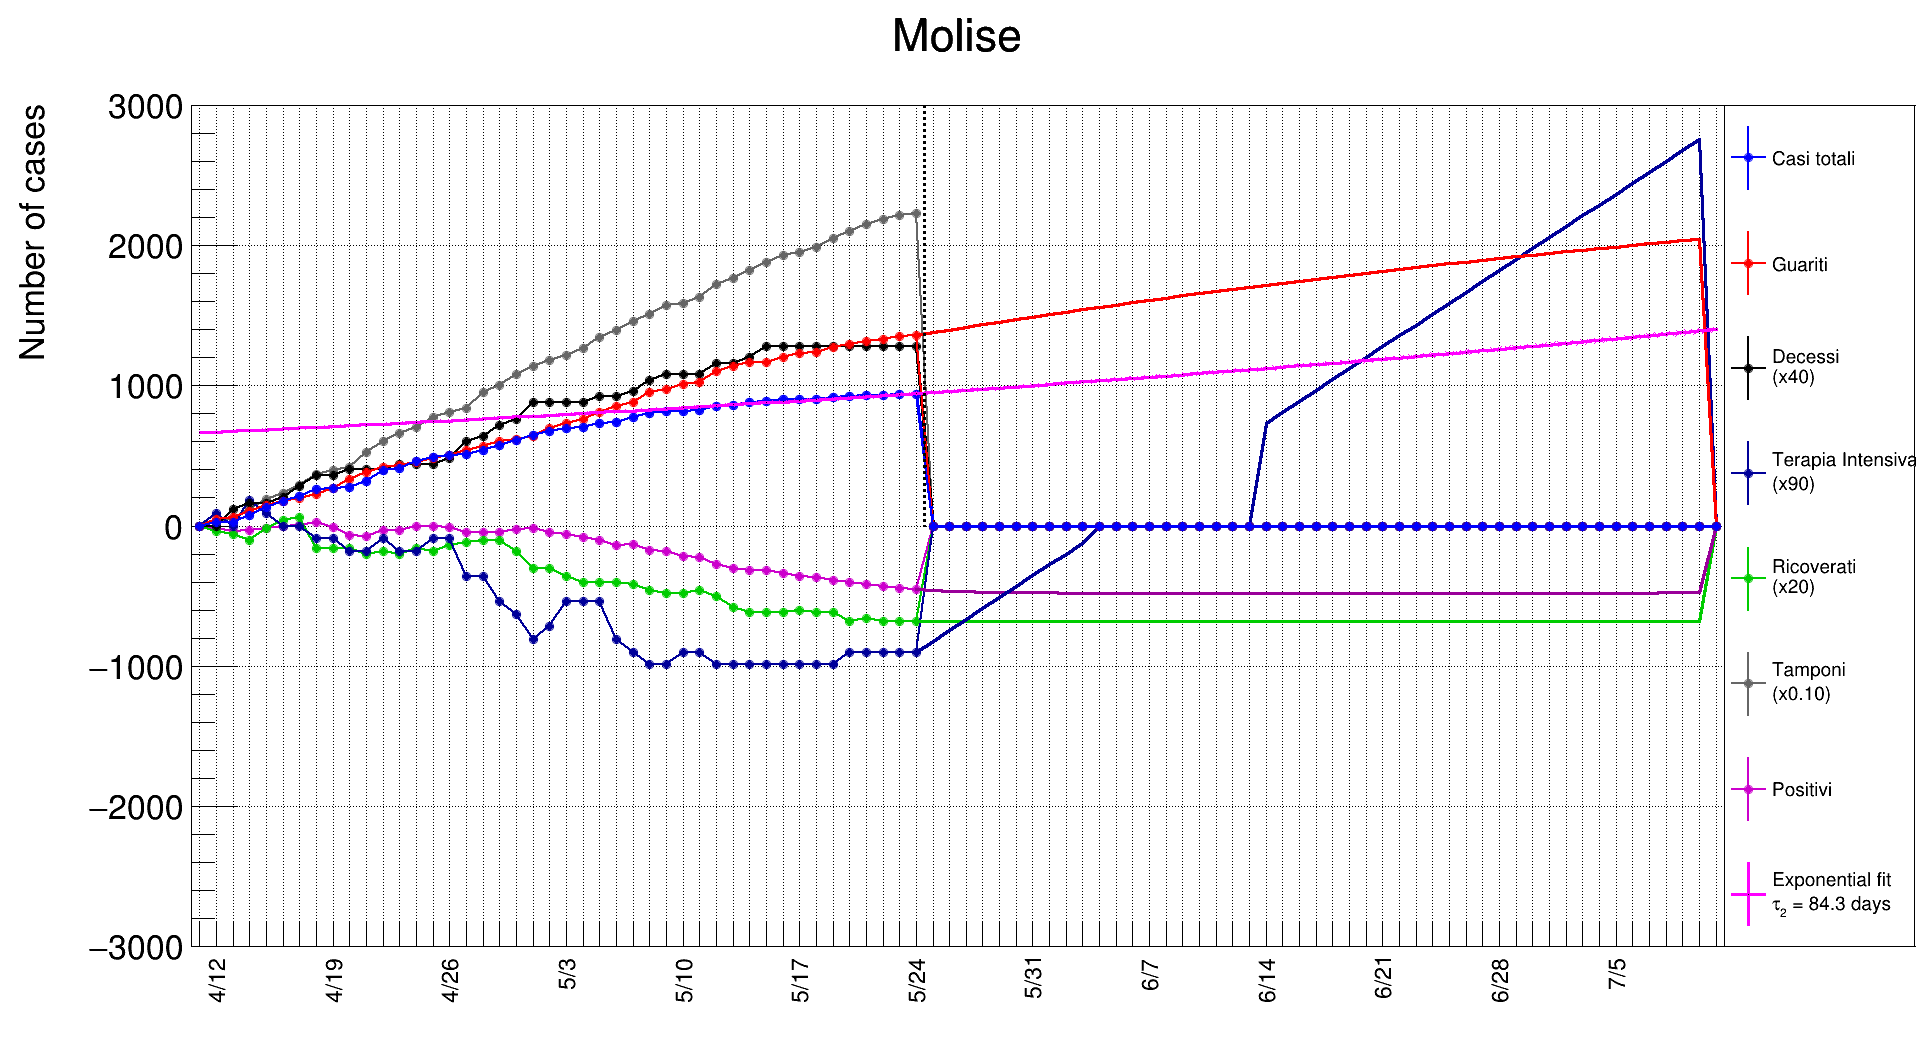 Molise
Number of cases
3000
2000
1000
0
−1000
−2000
−3000
4/12
4/19
4/26
5/3
5/10
5/17
5/24
5/31
6/7
6/14
6/21
6/28
7/5
Casi totali
Guariti
Decessi
(x40)
Terapia Intensiva
(x90)
Ricoverati
(x20)
Tamponi
(x0.10)
Positivi
Exponential fit
τ2 = 84.3 days